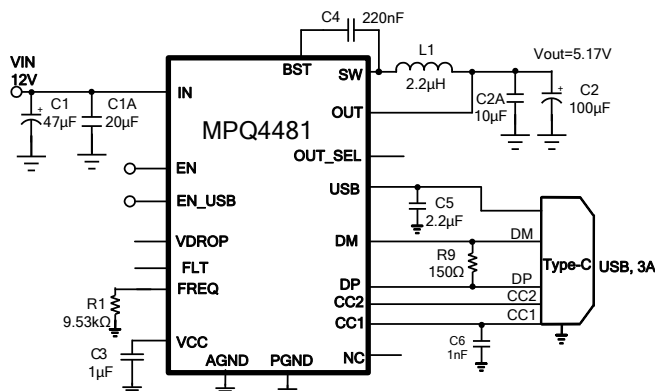 C4
220nF
VIN
12V
BST
SW
L1
2.2µH
Vout=5.17V
C1
47µF
C1A
20µF
IN
MPQ4481
OUT
C2A
10µF
C2
100µF
OUT_SEL
EN
USB
EN_USB
C5
2.2µF
VDROP
DM
DM
R9
150Ω
Type-C
USB, 3A
FLT
FREQ
DP
DP
R1
9.53kΩ
CC2
CC2
CC1
CC1
C3
1µF
VCC
C6
1nF
AGND
PGND
NC
+
+